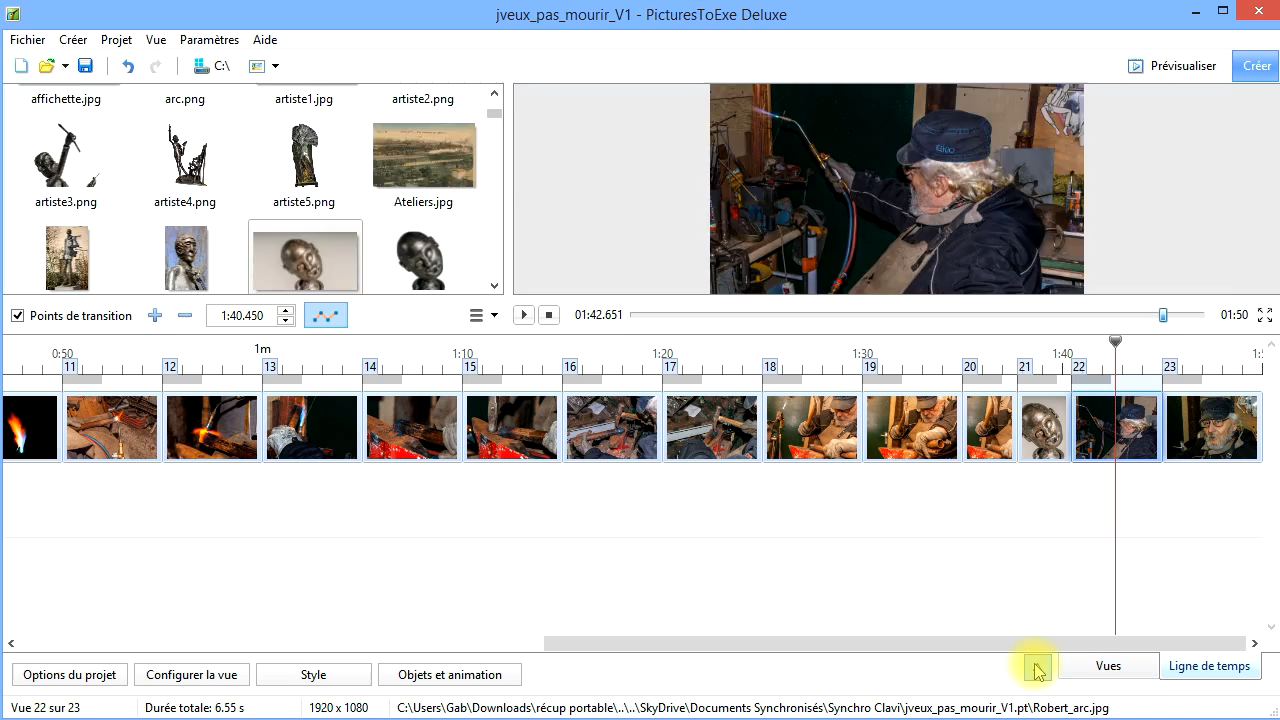 jveux_pas_mourir_V1 - PicturesToExe Deluxe
Fichier Créer Projet Vue Paramètres Aide
C:\ Prévisualiser Créer
affichette.jpg arc.png artiste1.jpg artiste2.png
artiste3.png artiste4.png artiste5.png Ateliers.jpg
Points de transition 1:40.450 01:42.651 01:50
0:50 1m 1:10 1:20 1:30 1:40
11 12 13 14 15 16 17 18 19 20 21 22 23
Options du projet Configurer la vue Style Objets et animation Vues Ligne de temps
Vue 22 sur 23 Durée totale: 6.55 s 1920 x 1080 C:\Users\Gab\Downloads\récup portable\..\..\SkyDrive\Documents Synchronisés\Synchro Clavi\jveux_pas_mourir_V1.pt\Robert_arc.jpg